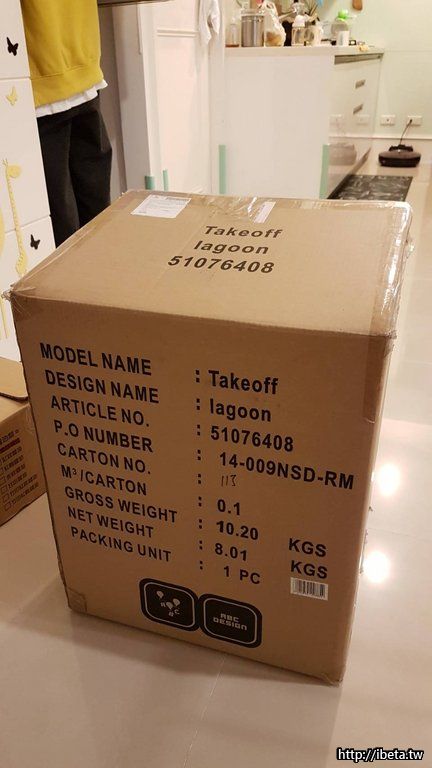 Takeoff
lagoon
51076408
MODEL NAME : Takeoff
DESIGN NAME : lagoon
ARTICLE NO. : 51076408
P.O NUMBER : 14-009NSD-RM
CARTON NO. : 113
M³/CARTON : 0.1
GROSS WEIGHT : 10.20 KGS
NET WEIGHT : 8.01 KGS
PACKING UNIT : 1 PC
A B C
ABC
DESIGN
http://ibeta.tw